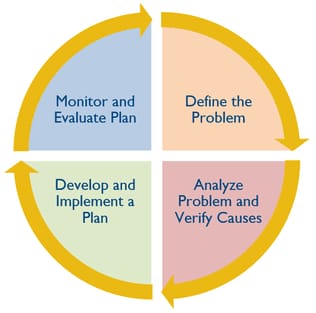 Monitor and
Evaluate Plan
Define the
Problem
Develop and
Implement a
Plan
Analyze
Problem and
Verify Causes